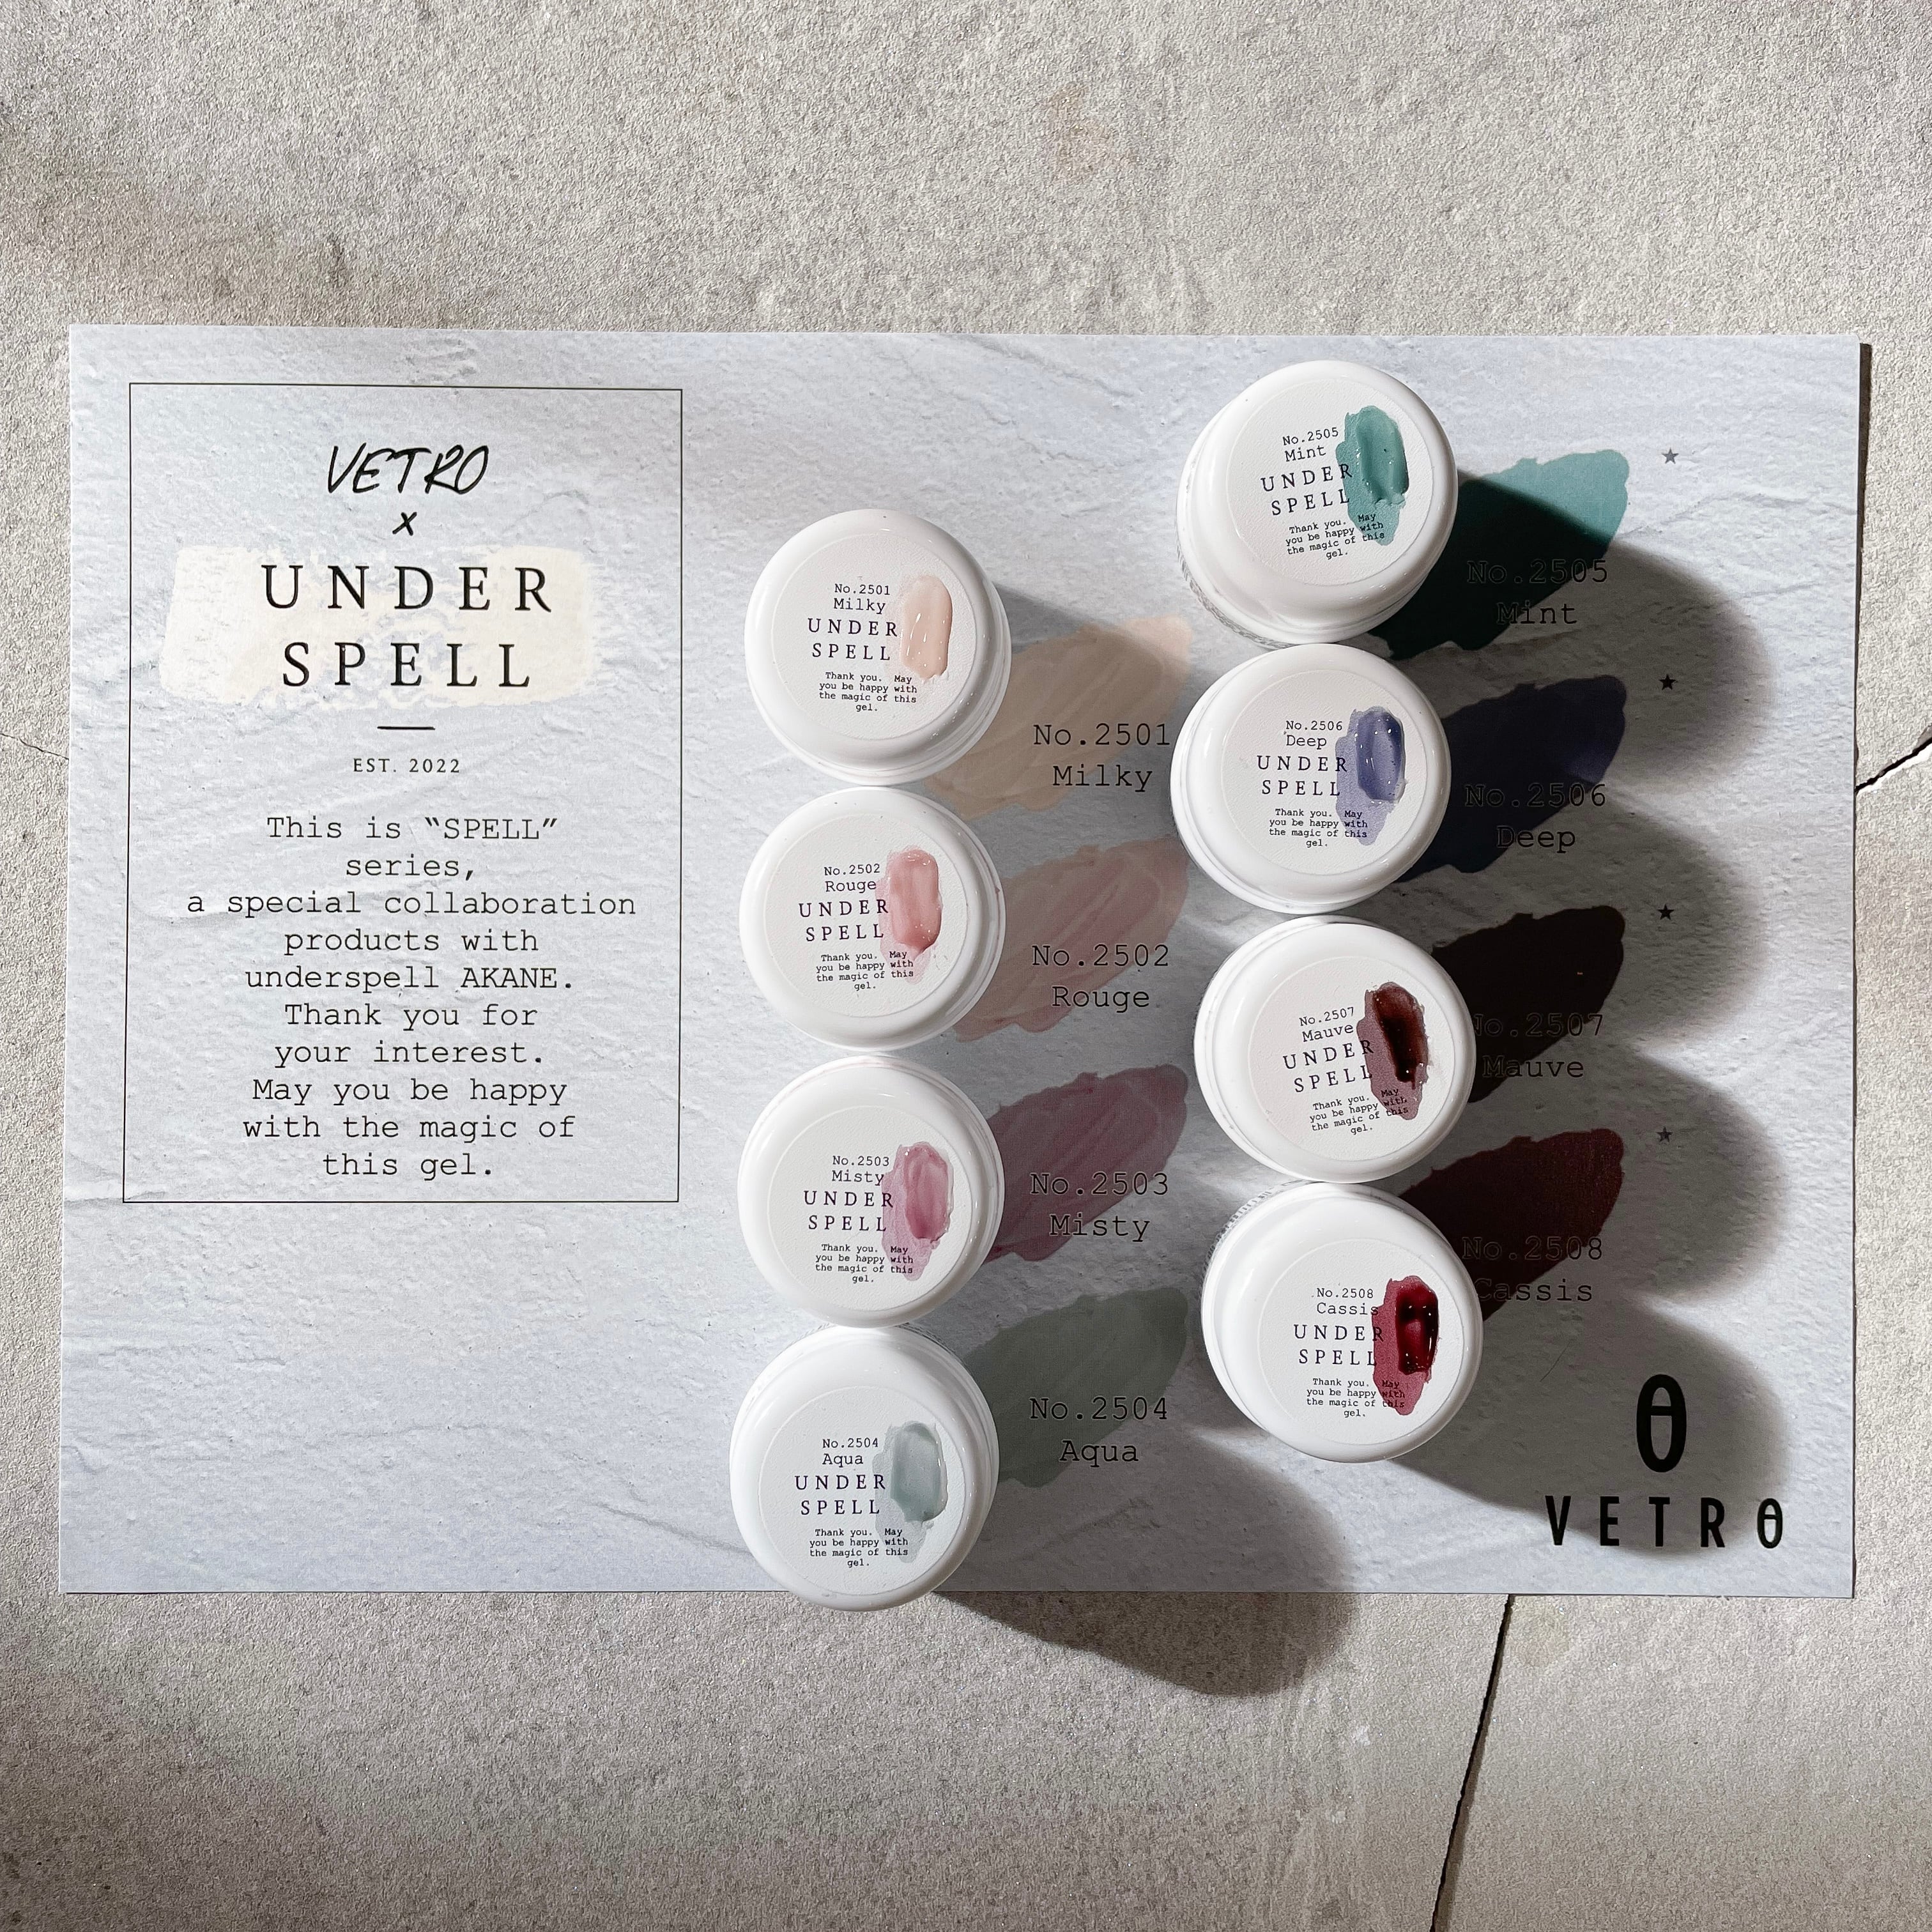 VETRO
x
UNDER
SPELL
EST. 2022
This is “SPELL”
series,
a special collaboration
products with
underspell AKANE.
Thank you for
your interest.
May you be happy
with the magic of
this gel.
No.2501
Milky
UNDER
SPELL
Thank you. May
you be happy with
the magic of this
gel.
No.2501
Milky
No.2502
Rouge
UNDER
SPELL
Thank you. May
you be happy with
the magic of this
gel.
No.2502
Rouge
No.2503
Misty
UNDER
SPELL
Thank you. May
you be happy with
the magic of this
gel.
No.2503
Misty
No.2504
Aqua
UNDER
SPELL
Thank you. May
you be happy with
the magic of this
gel.
No.2504
Aqua
No.2505
Mint
UNDER
SPELL
Thank you. May
you be happy with
the magic of this
gel.
No.2505
Mint
No.2506
Deep
UNDER
SPELL
Thank you. May
you be happy with
the magic of this
gel.
No.2506
Deep
No.2507
Mauve
UNDER
SPELL
Thank you. May
you be happy with
the magic of this
gel.
No.2507
Mauve
No.2508
Cassis
UNDER
SPELL
Thank you. May
you be happy with
the magic of this
gel.
No.2508
Cassis
VETRO